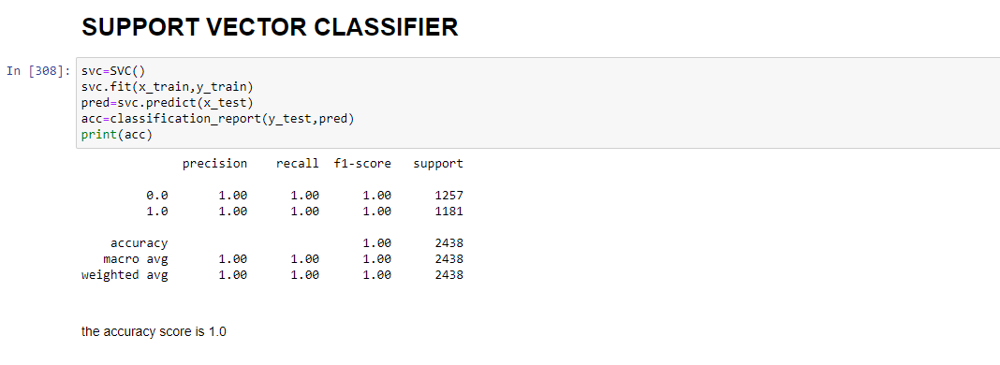 SUPPORT VECTOR CLASSIFIER
In [308]:
svc=SVC()
svc.fit(x_train,y_train)
pred=svc.predict(x_test)
acc=classification_report(y_test,pred)
print(acc)
precision recall f1-score support
0.0 1.00 1.00 1.00 1257
1.0 1.00 1.00 1.00 1181
accuracy 1.00 2438
macro avg 1.00 1.00 1.00 2438
weighted avg 1.00 1.00 1.00 2438
the accuracy score is 1.0